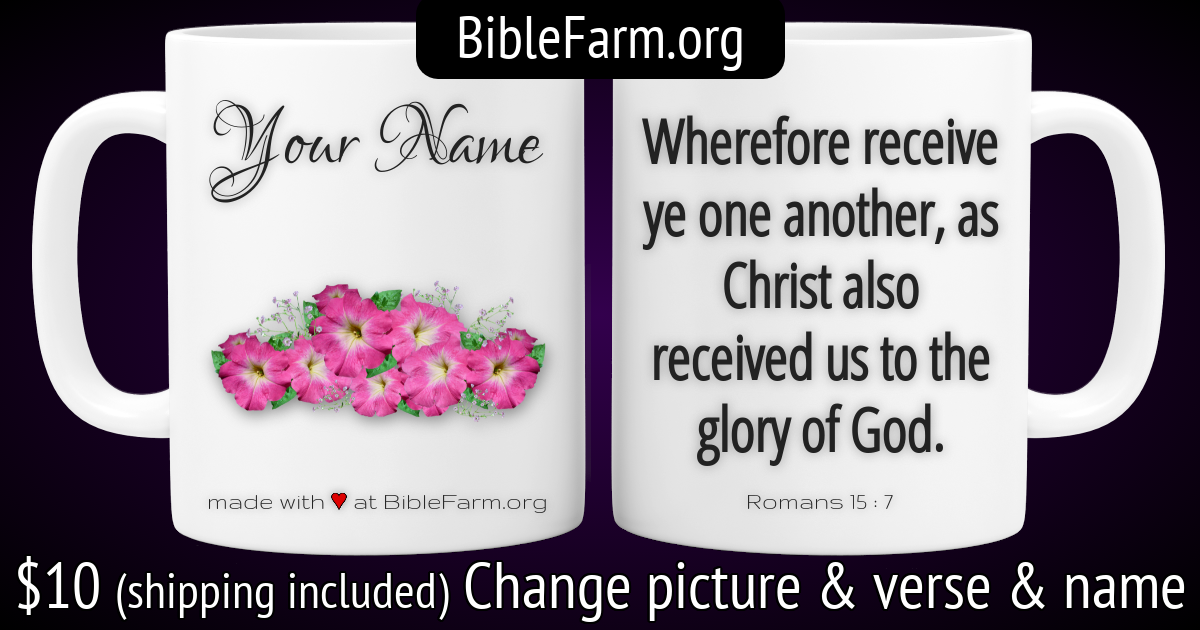 BibleFarm.org
Your Name
made with ♥ at BibleFarm.org
Wherefore receive
ye one another, as
Christ also
received us to the
glory of God.
Romans 15 : 7
$10 (shipping included) Change picture & verse & name